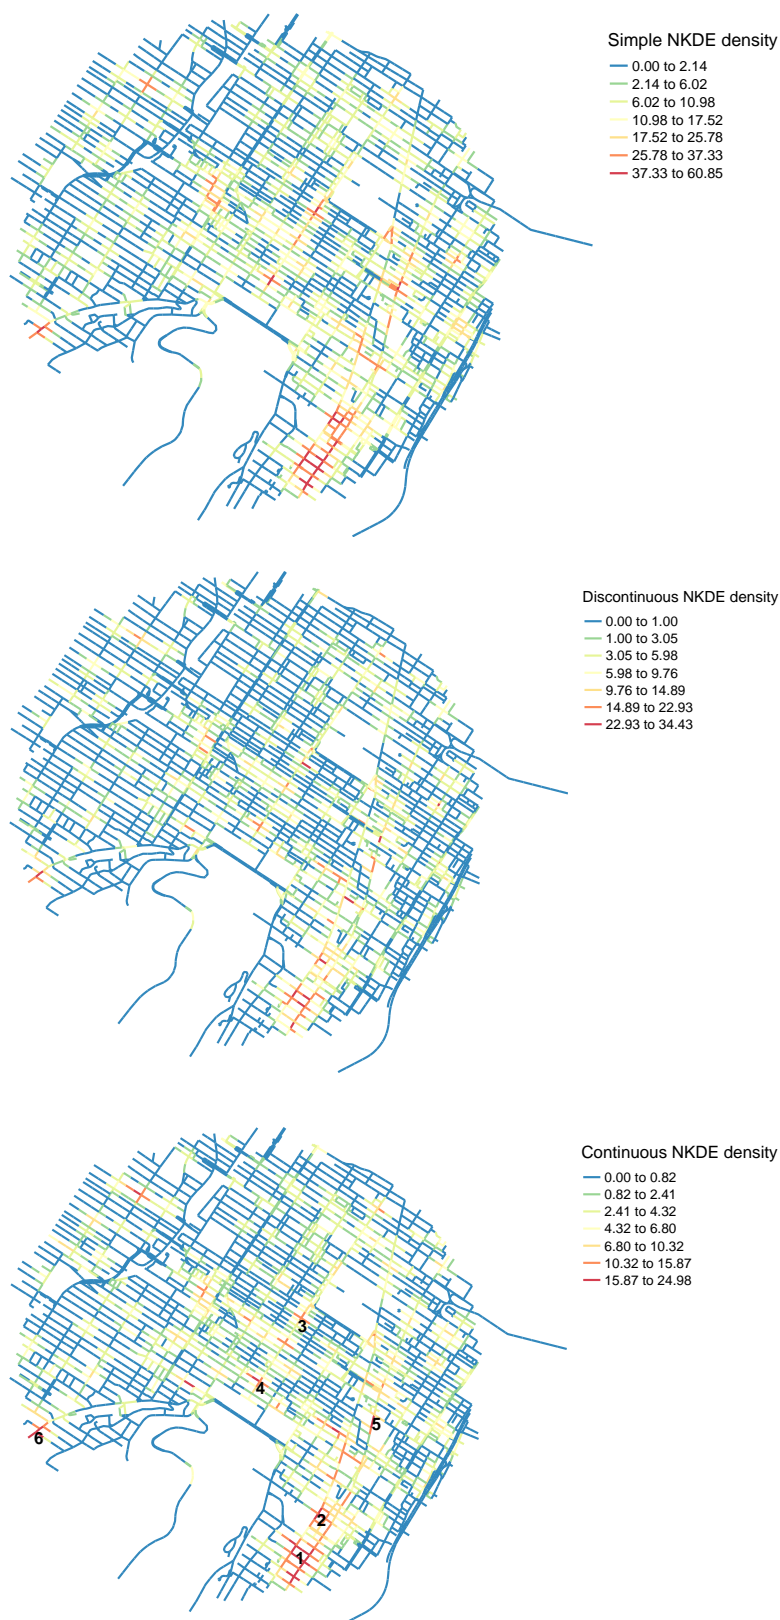 Simple NKDE density
0.00 to 2.14
2.14 to 6.02
6.02 to 10.98
10.98 to 17.52
17.52 to 25.78
25.78 to 37.33
37.33 to 60.85
Discontinuous NKDE density
0.00 to 1.00
1.00 to 3.05
3.05 to 5.98
5.98 to 9.76
9.76 to 14.89
14.89 to 22.93
22.93 to 34.43
Continuous NKDE density
0.00 to 0.82
0.82 to 2.41
2.41 to 4.32
4.32 to 6.80
6.80 to 10.32
10.32 to 15.87
15.87 to 24.98
3
4
5
6
2
1